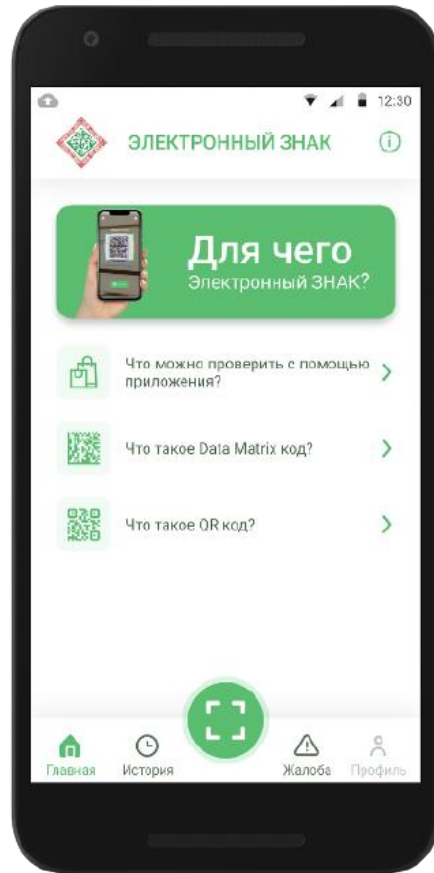 12:30
ЭЛЕКТРОННЫЙ ЗНАК
Для чего
Электронный ЗНАК?
Что можно проверить с помощью
приложения?
Что такое Data Matrix код?
Что такое QR код?
Главная
История
Жалоба
Профиль